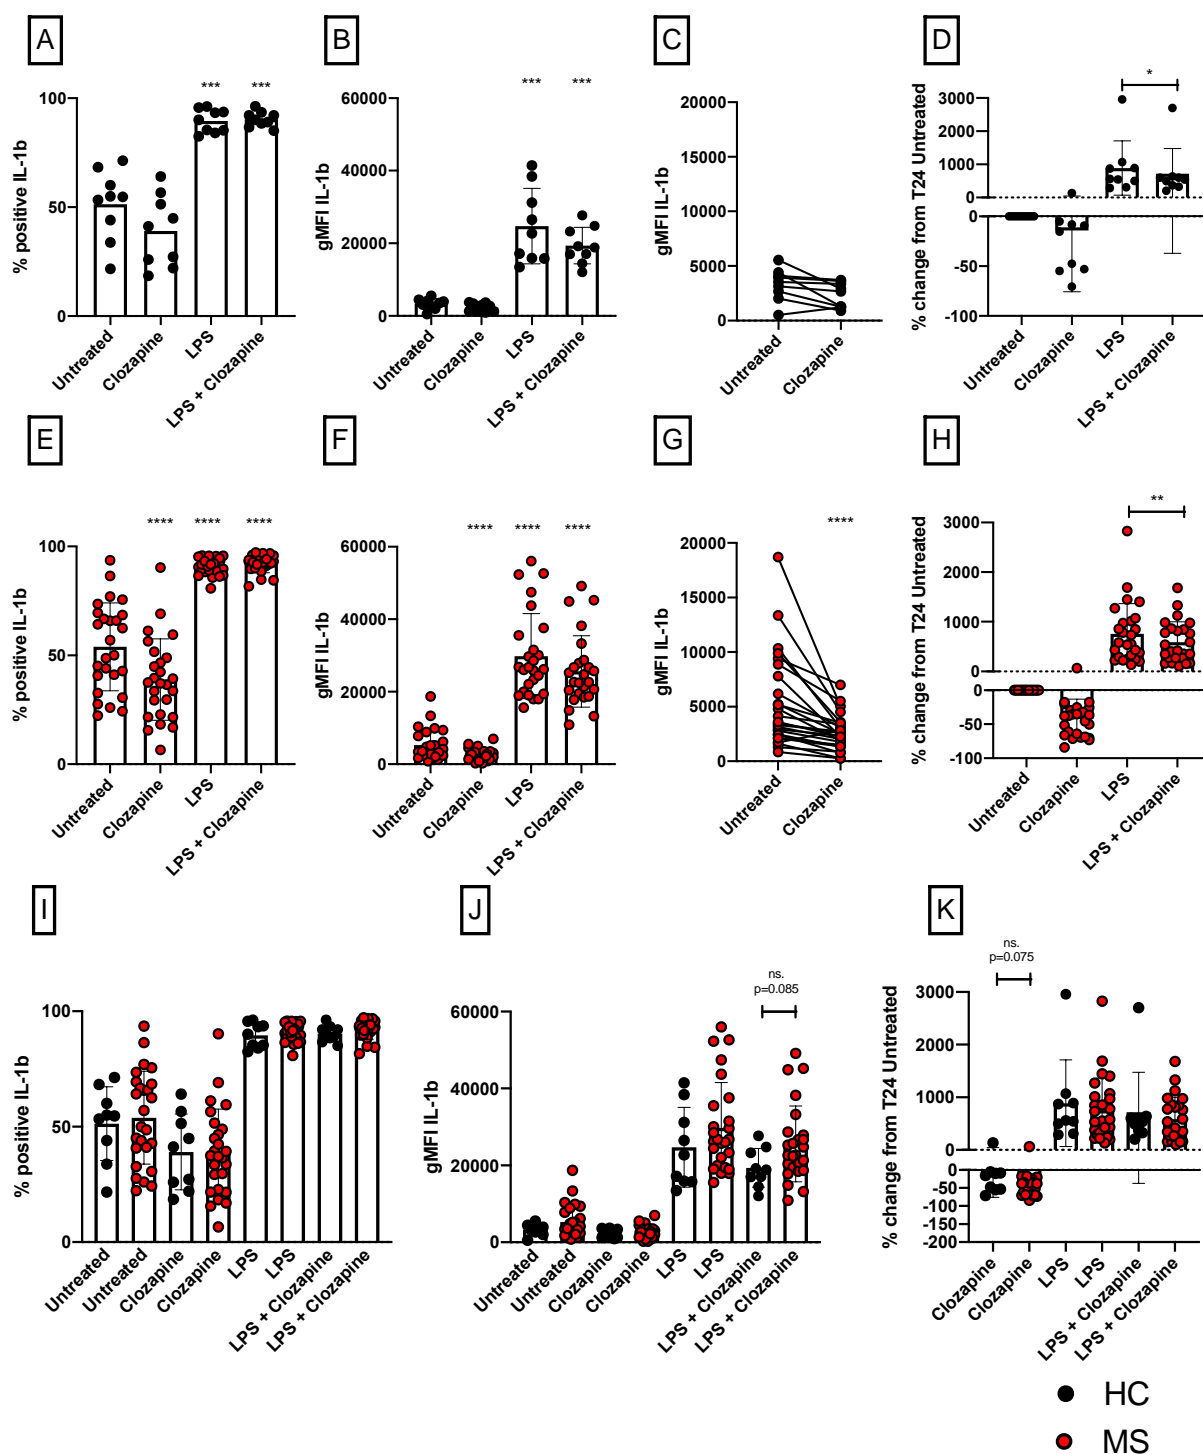 A
B
C
D
***
***
% positive IL-1b
100
50
0
Untreated
Clozapine
LPS
LPS + Clozapine
***
***
gMFI IL-1b
60000
40000
20000
0
Untreated
Clozapine
LPS
LPS + Clozapine
gMFI IL-1b
20000
15000
10000
5000
0
Untreated
Clozapine
*
% change from T24 Untreated
3000
2000
1000
0
0
-50
-100
Untreated
Clozapine
LPS
LPS + Clozapine
E
F
G
H
****
****
****
% positive IL-1b
100
50
0
Untreated
Clozapine
LPS
LPS + Clozapine
****
****
****
gMFI IL-1b
60000
40000
20000
0
Untreated
Clozapine
LPS
LPS + Clozapine
****
gMFI IL-1b
20000
15000
10000
5000
0
Untreated
Clozapine
**
% change from T24 Untreated
3000
2000
1000
0
0
-50
-100
Untreated
Clozapine
LPS
LPS + Clozapine
I
J
K
% positive IL-1b
100
50
0
Untreated
Untreated
Clozapine
Clozapine
LPS
LPS
LPS + Clozapine
LPS + Clozapine
ns.
p=0.085
gMFI IL-1b
60000
40000
20000
0
Untreated
Untreated
Clozapine
Clozapine
LPS
LPS
LPS + Clozapine
LPS + Clozapine
ns.
p=0.075
% change from T24 Untreated
3000
2000
1000
0
0
-50
-100
-150
-200
Clozapine
Clozapine
LPS
LPS
LPS + Clozapine
LPS + Clozapine
HC
MS